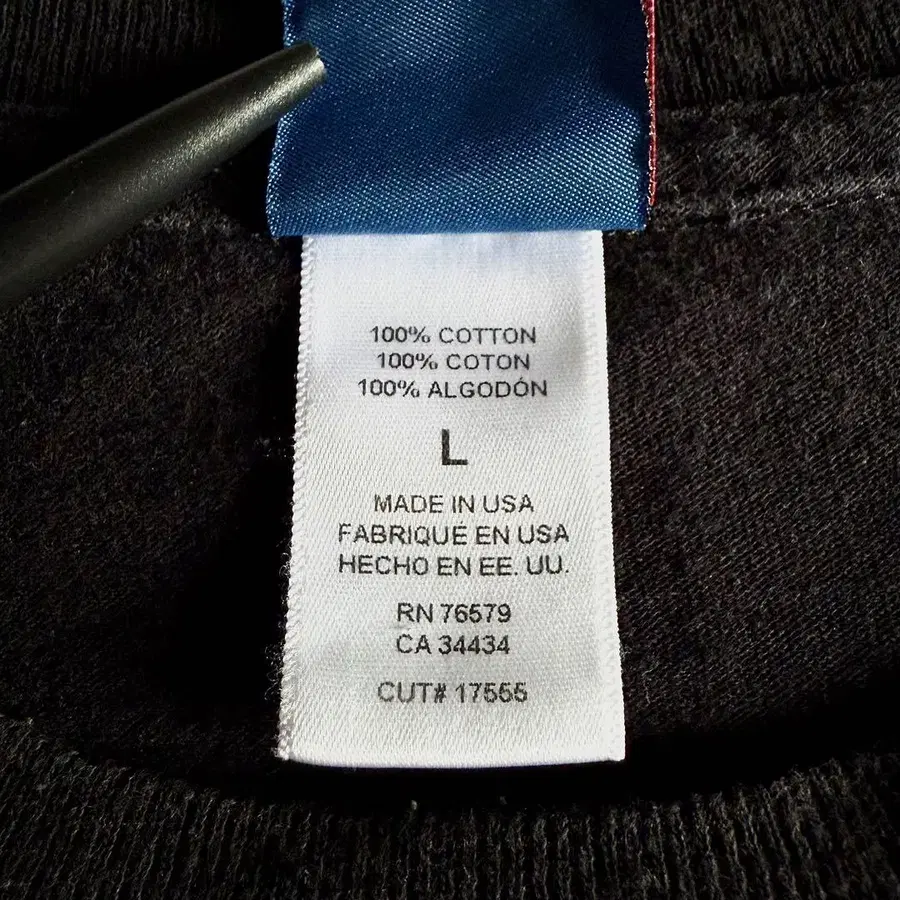 100% COTTON
100% COTON
100% ALGODÓN
L
MADE IN USA
FABRIQUE EN USA
HECHO EN EE. UU.
RN 76579
CA 34434
CUT# 17555